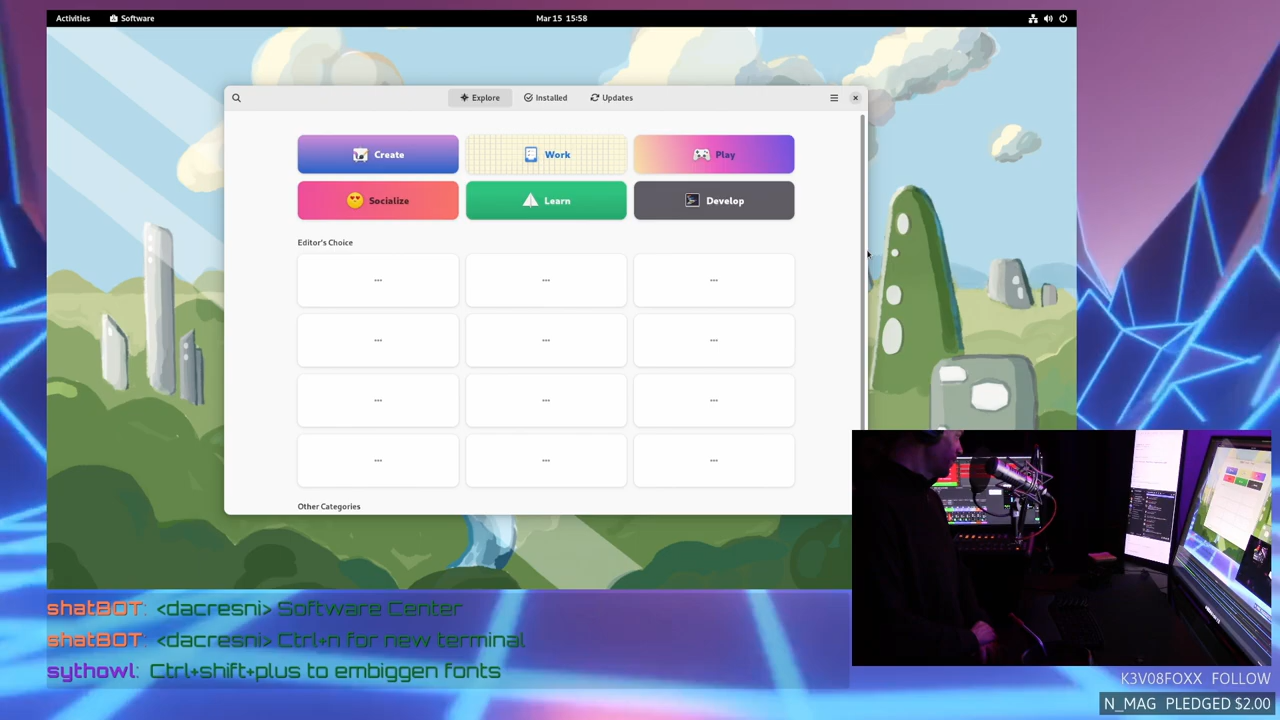 Activities Software Mar 15 15:58
Explore Installed Updates
Create Work Play
Socialize Learn Develop
Editor's Choice
... ... ...
... ... ...
... ... ...
... ... ...
Other Categories
shatBOT: <dacresni> Software Center
shatBOT: <dacresni> Ctrl+n for new terminal
sythowl: Ctrl+shift+plus to embiggen fonts
K3V08FOXX FOLLOW
N_MAG PLEDGED $2.00